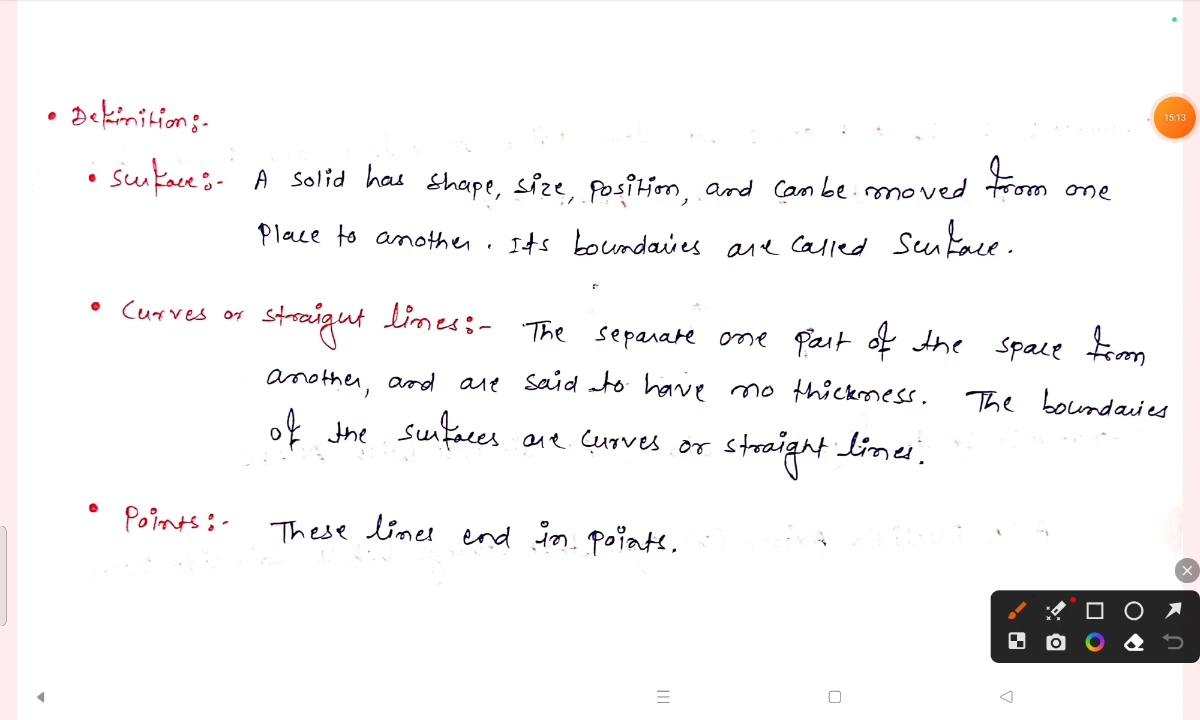 • Definition:-
• Surface:- A solid has shape, size, position, and can be moved from one
place to another. Its boundaries are called surface.
• Curves or straight lines:- The separate one part of the space from
another, and are said to have no thickness. The boundaries
of the surfaces are curves or straight lines.
• Points:- These lines end in points.
15:13